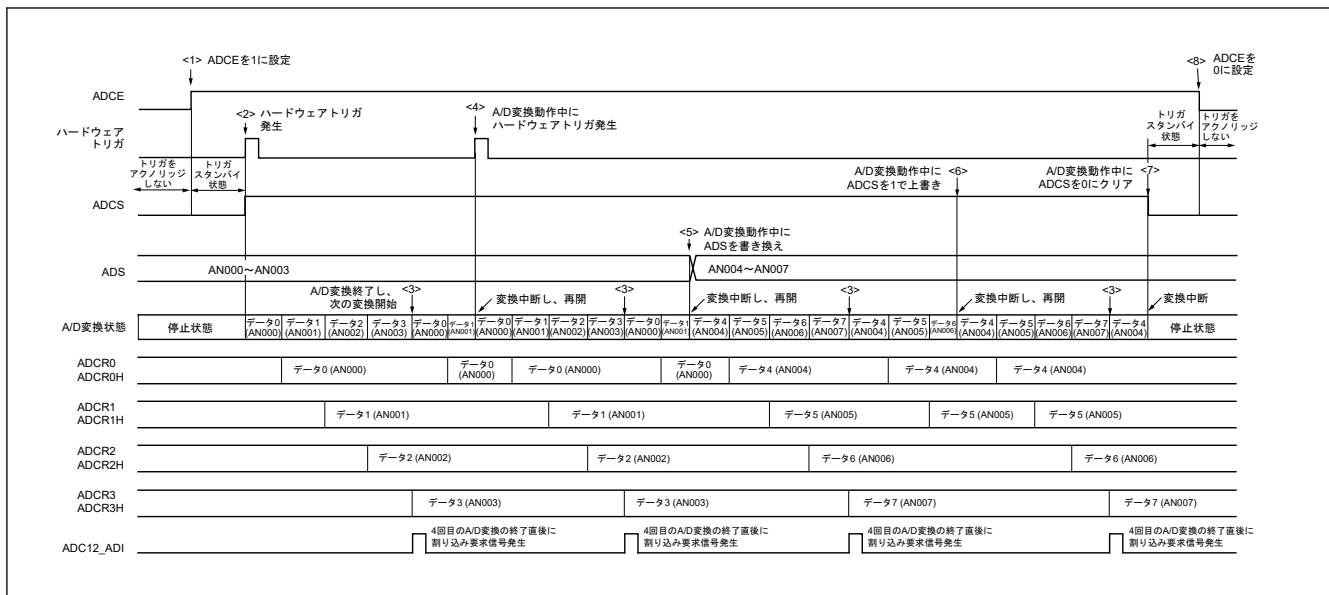 <1> ADCEを1に設定
<8> ADCEを
0に設定
ADCE
<2> ハードウェアトリガ
発生
<4> A/D変換動作中に
ハードウェアトリガ発生
ハードウェア
トリガ
トリガを
アクノリッジ
しない
トリガ
スタンバイ
状態
トリガ
スタンバイ
状態
トリガを
アクノリッジ
しない
A/D変換動作中に <6>
ADCSを1で上書き
A/D変換動作中に <7>
ADCSを0にクリア
ADCS
<5> A/D変換動作中に
ADSを書き換え
ADS
AN000～AN003
AN004～AN007
A/D変換終了し、 <3>
次の変換開始
変換中断し、再開
<3>
変換中断し、再開
<3>
変換中断し、再開
<3>
変換中断
A/D変換状態
停止状態
データ0 データ1 データ2 データ3 データ0 データ1 データ0 データ1 データ2 データ3 データ0 データ1 データ4 データ5 データ6 データ7 データ4 データ5 データ6 データ4 データ5 データ6 データ7 データ4
(AN000) (AN001) (AN002) (AN003) (AN000) (AN001) (AN000) (AN001) (AN002) (AN003) (AN000) (AN001) (AN004) (AN005) (AN006) (AN007) (AN004) (AN005) (AN006) (AN004) (AN005) (AN006) (AN007) (AN004)
停止状態
ADCR0
ADCR0H
データ0 (AN000)
データ0
(AN000)
データ0 (AN000)
データ0
(AN000)
データ4 (AN004)
データ4 (AN004)
データ4 (AN004)
ADCR1
ADCR1H
データ1 (AN001)
データ1 (AN001)
データ5 (AN005)
データ5 (AN005)
データ5 (AN005)
ADCR2
ADCR2H
データ2 (AN002)
データ2 (AN002)
データ6 (AN006)
データ6 (AN006)
ADCR3
ADCR3H
データ3 (AN003)
データ3 (AN003)
データ7 (AN007)
データ7 (AN007)
ADC12_ADI
4回目のA/D変換の終了直後に
割り込み要求信号発生
4回目のA/D変換の終了直後に
割り込み要求信号発生
4回目のA/D変換の終了直後に
割り込み要求信号発生
4回目のA/D変換の終了直後に
割り込み要求信号発生